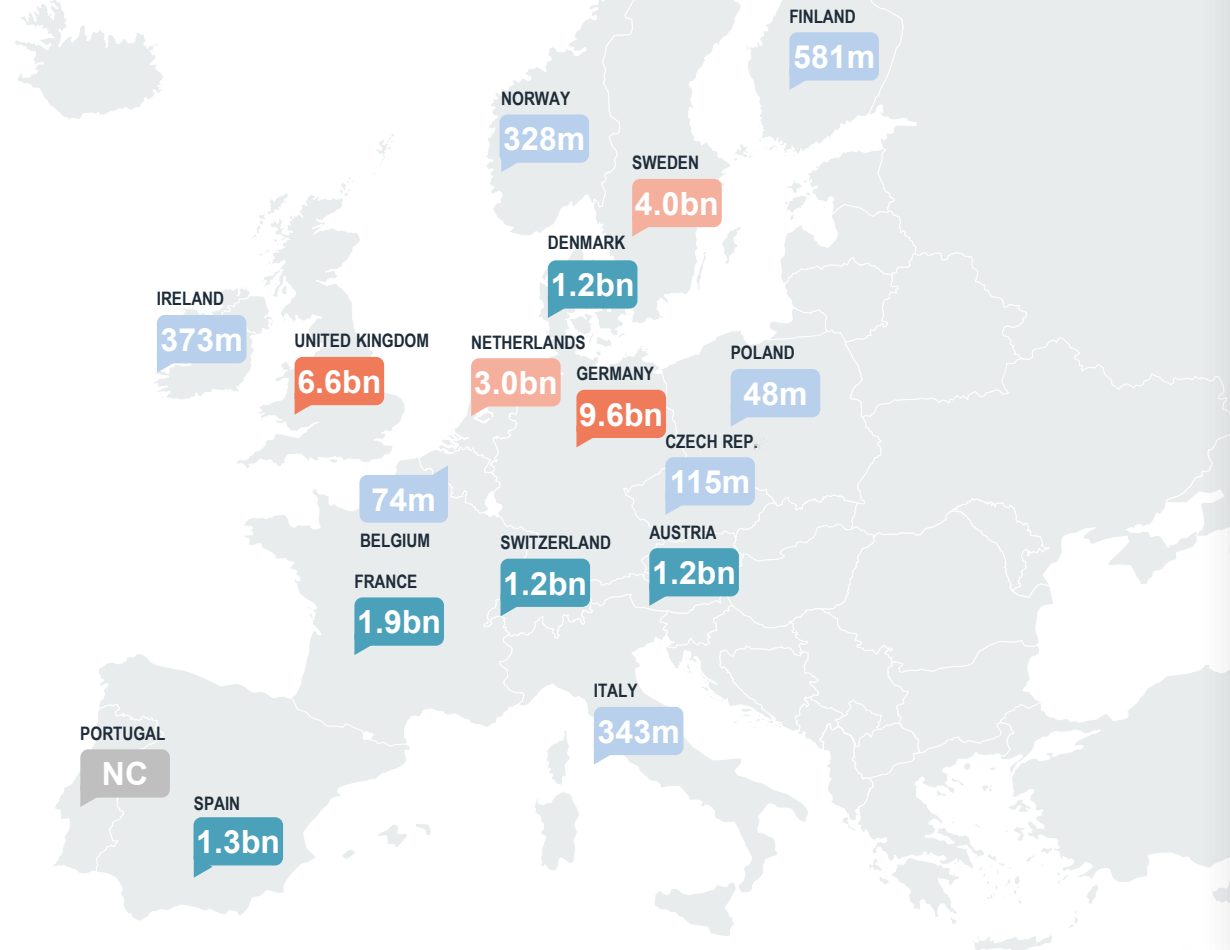 FINLAND
581m
NORWAY
328m
SWEDEN
4.0bn
DENMARK
1.2bn
IRELAND
373m
UNITED KINGDOM
6.6bn
NETHERLANDS
3.0bn
GERMANY
9.6bn
POLAND
48m
CZECH REP.
115m
74m
BELGIUM
SWITZERLAND
1.2bn
AUSTRIA
1.2bn
FRANCE
1.9bn
ITALY
343m
PORTUGAL
NC
SPAIN
1.3bn